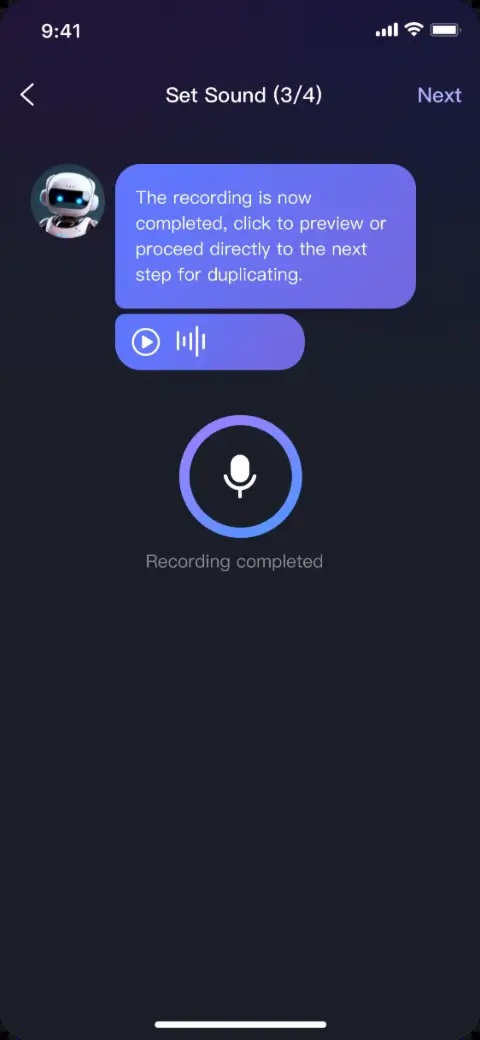 9:41
Set Sound (3/4)
Next
The recording is now
completed, click to preview or
proceed directly to the next
step for duplicating.
Recording completed